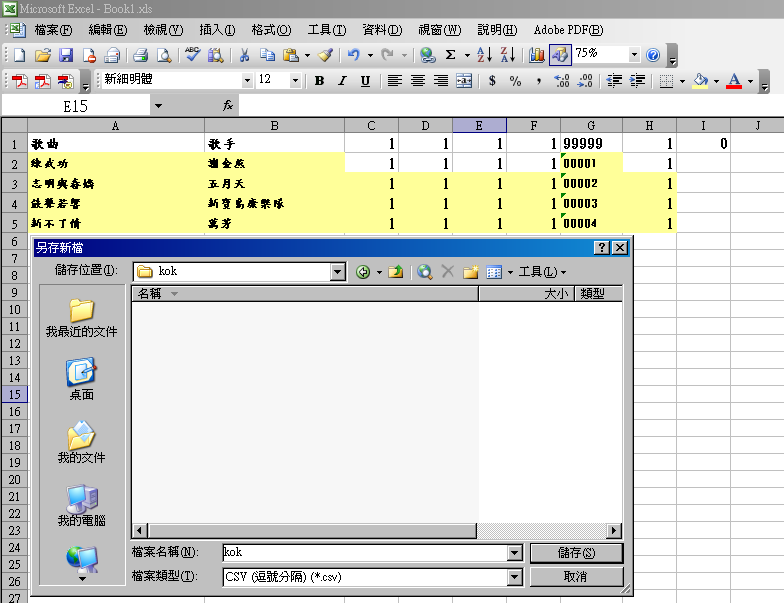 Microsoft Excel - Book1.xls
檔案(F) 編輯(E) 檢視(V) 插入(I) 格式(O) 工具(T) 資料(D) 視窗(W) 說明(H) Adobe PDF(B)
75%
新細明體 12 B I U $ % ,
E15 fx
A B C D E F G H I J
1 歌曲 歌手 1 1 1 1 99999 1 0
2 練武功 1 1 1 1 00001 1
3 志明與春嬌 五月天 1 1 1 1 00002 1
4 鼓聲若響 新寶島康樂隊 1 1 1 1 00003 1
5 新不了情 萬芳 1 1 1 1 00004 1
6
另存新檔
7
儲存位置(I): kok 工具(L)
8
9
名稱 大小 類型
10
11
我最近的文件
12
13
14
桌面
15
16
17
18
我的文件
19
20
21
我的電腦
22
23
24
檔案名稱(N): kok 儲存(S)
25
檔案類型(T): CSV (逗號分隔) (*.csv) 取消
26
27